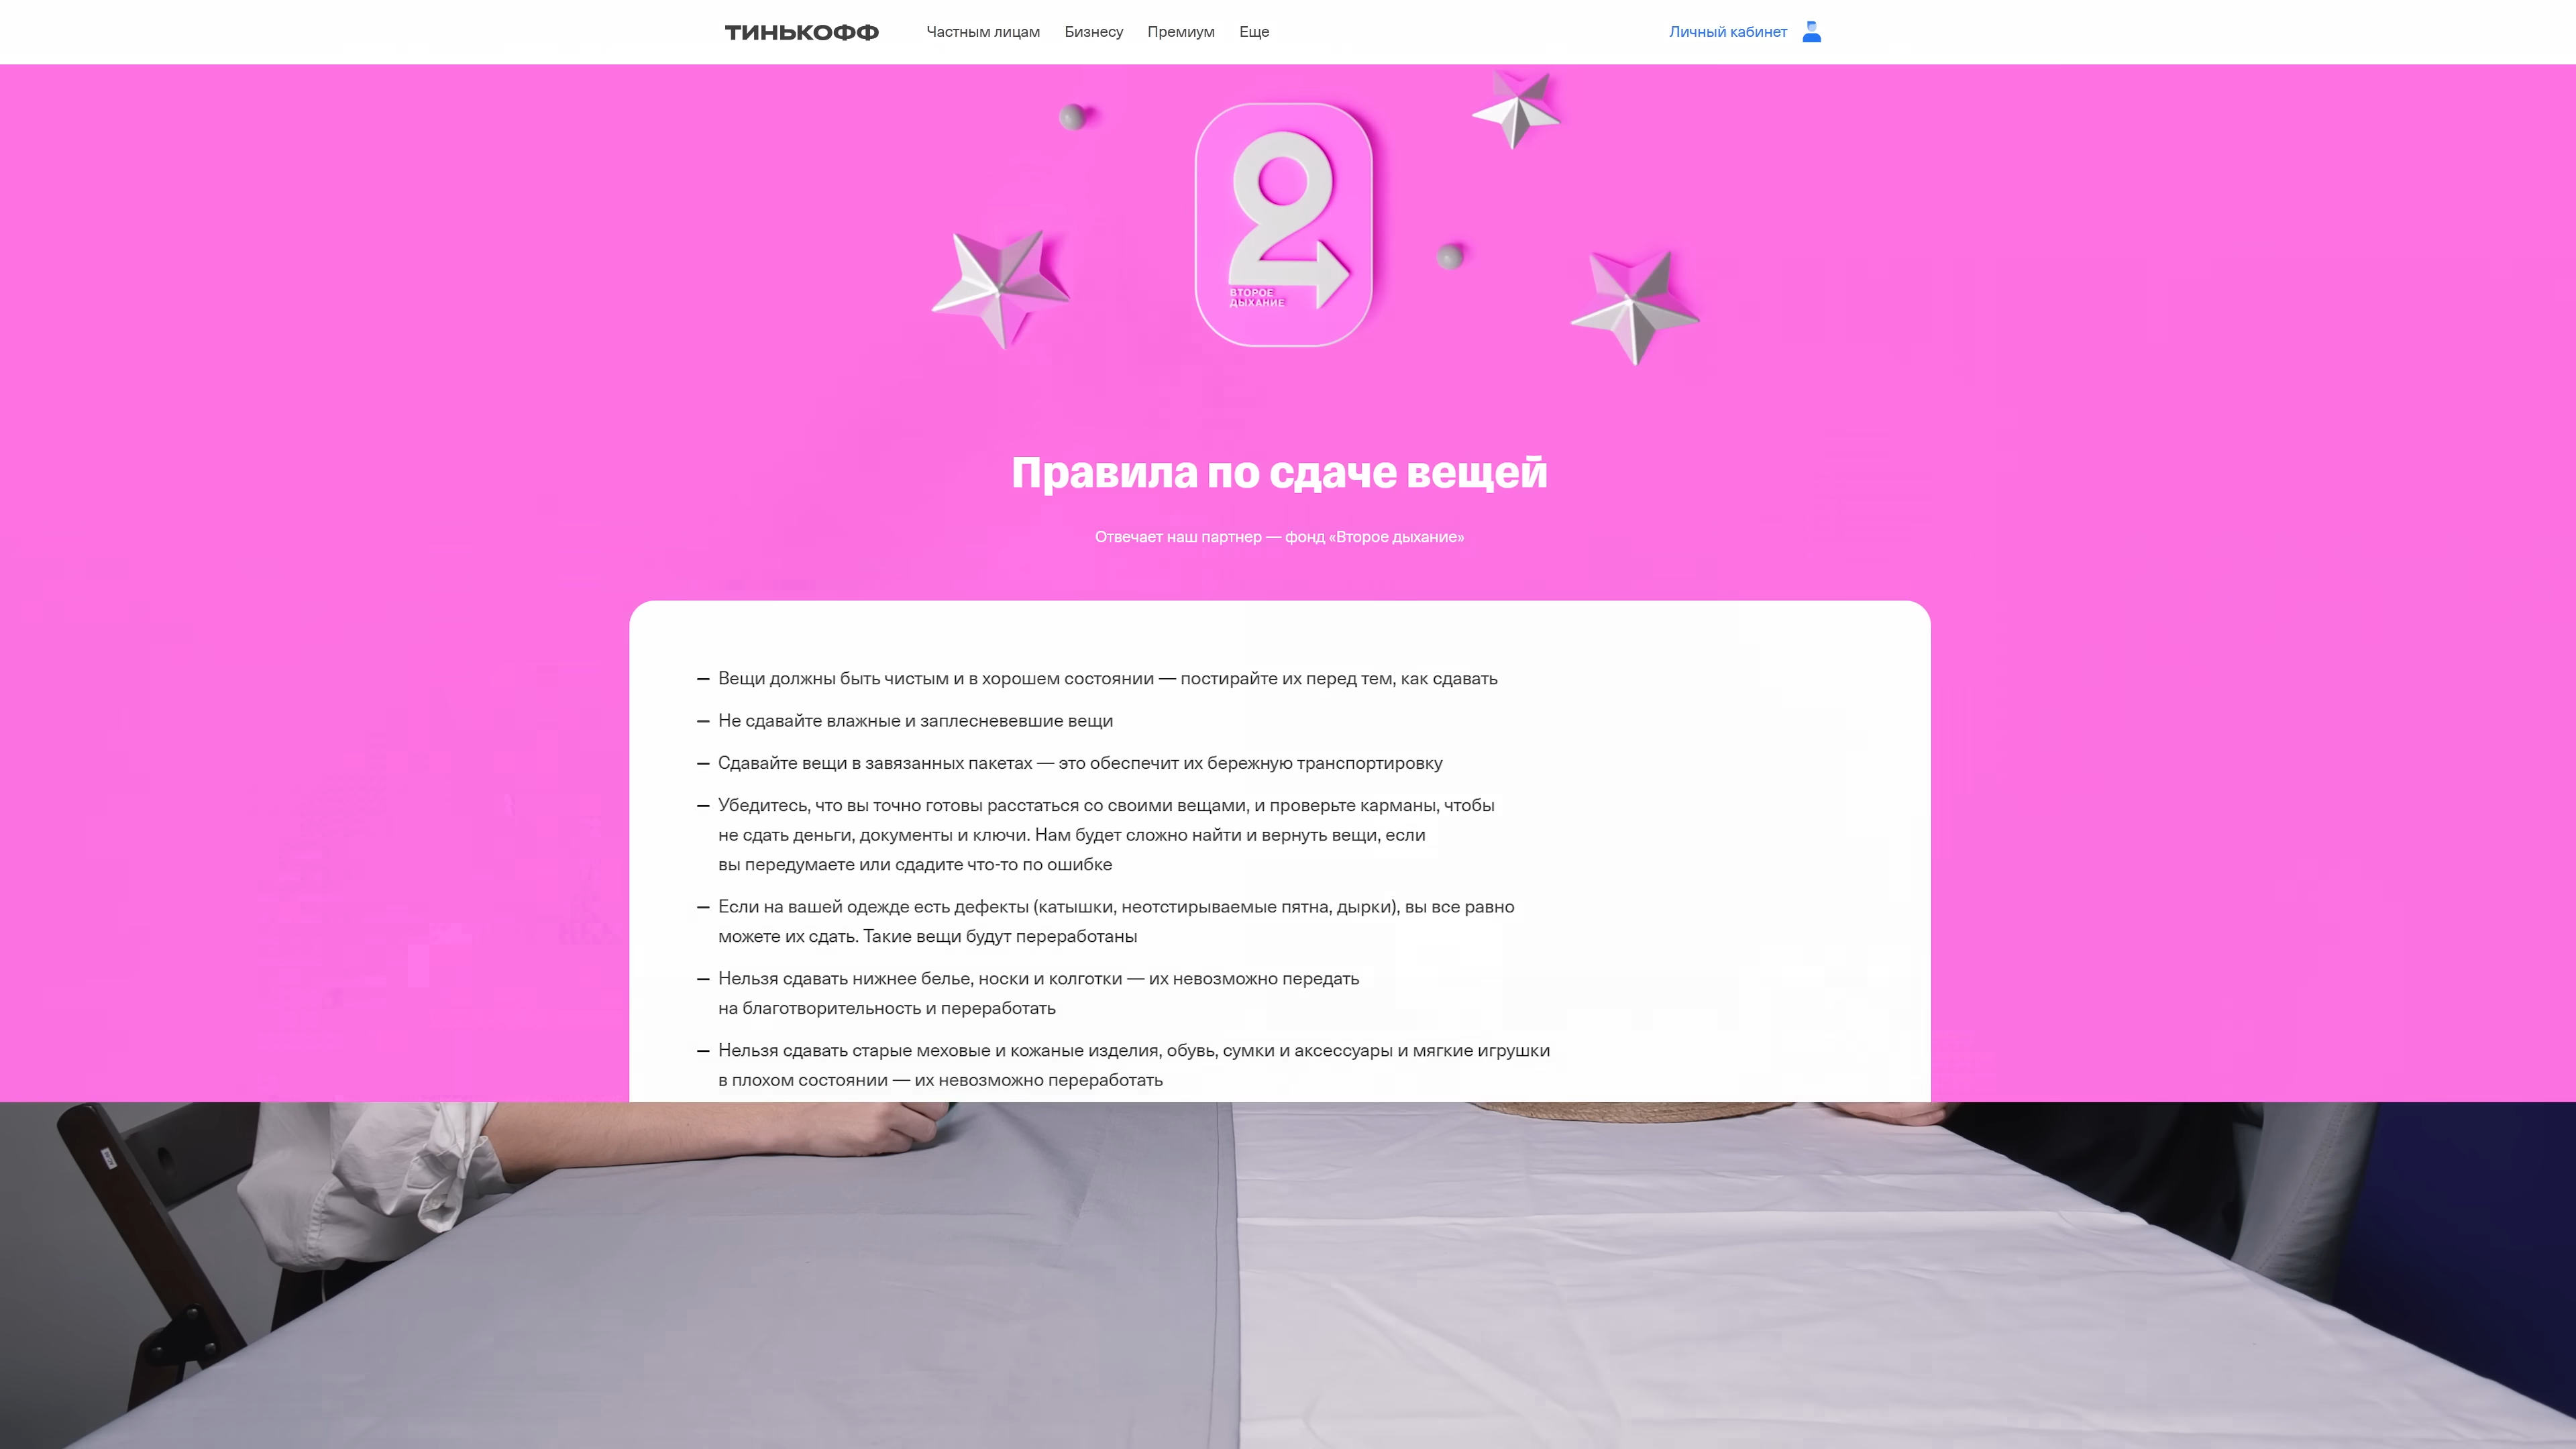 ТИНЬКОФФ Частным лицам Бизнесу Премиум Еще Личный кабинет
ВТОРОЕ
ДЫХАНИЕ
Правила по сдаче вещей
Отвечает наш партнер — фонд «Второе дыхание»
— Вещи должны быть чистым и в хорошем состоянии — постирайте их перед тем, как сдавать
— Не сдавайте влажные и заплесневевшие вещи
— Сдавайте вещи в завязанных пакетах — это обеспечит их бережную транспортировку
— Убедитесь, что вы точно готовы расстаться со своими вещами, и проверьте карманы, чтобы
не сдать деньги, документы и ключи. Нам будет сложно найти и вернуть вещи, если
вы передумаете или сдадите что-то по ошибке
— Если на вашей одежде есть дефекты (катышки, неотстирываемые пятна, дырки), вы все равно
можете их сдать. Такие вещи будут переработаны
— Нельзя сдавать нижнее белье, носки и колготки — их невозможно передать
на благотворительность и переработать
— Нельзя сдавать старые меховые и кожаные изделия, обувь, сумки и аксессуары и мягкие игрушки
в плохом состоянии — их невозможно переработать